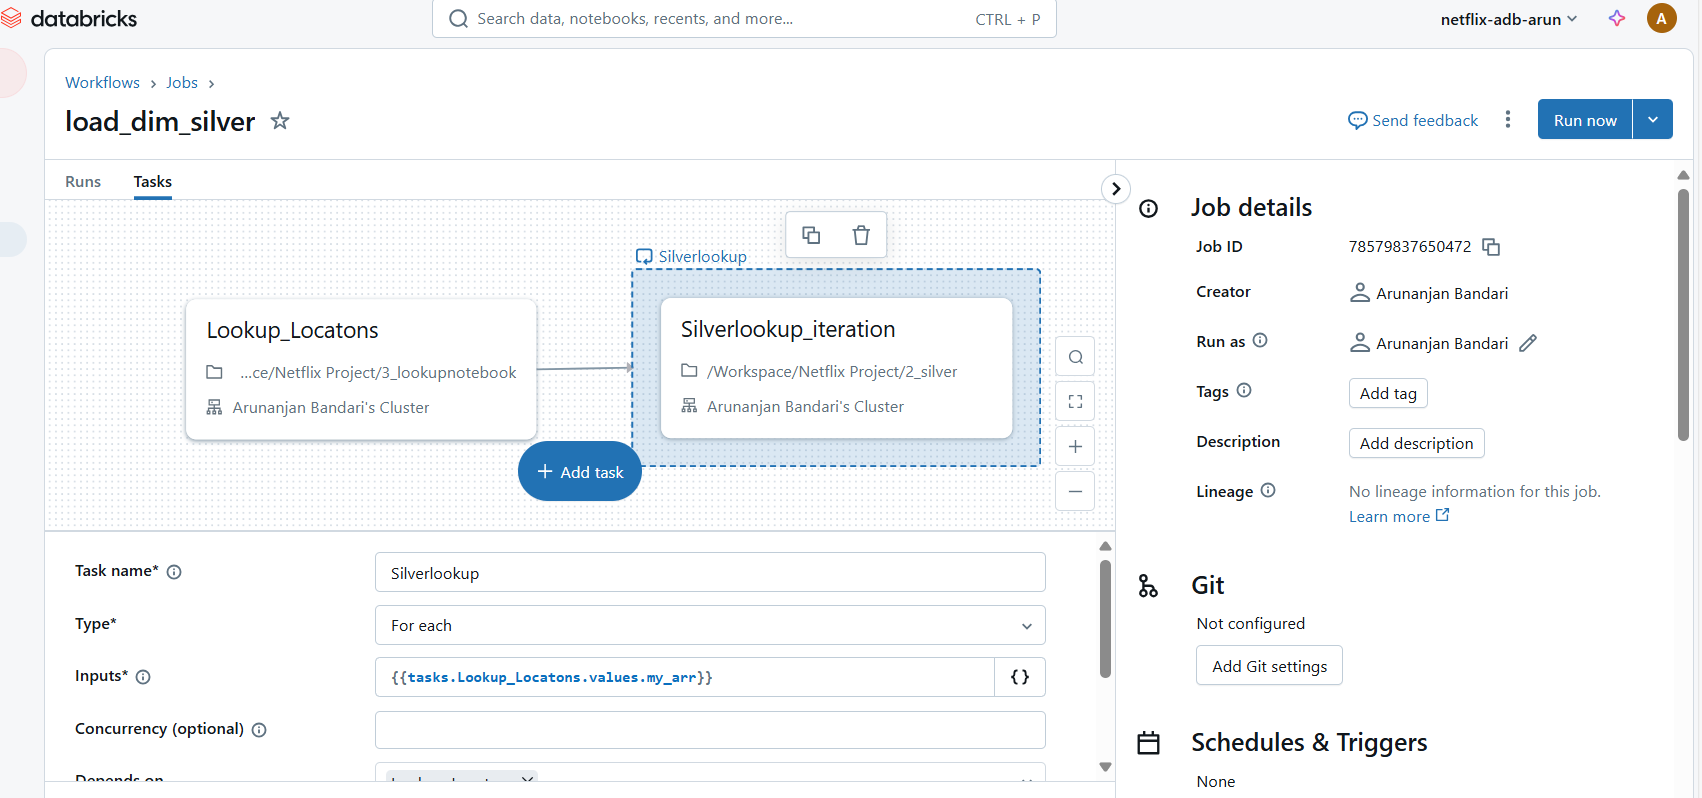 databricks
Search data, notebooks, recents, and more...
CTRL + P
netflix-adb-arun
A
Workflows › Jobs ›
load_dim_silver
Send feedback
Run now
Runs
Tasks
Silverlookup
Lookup_Locatons
...ce/Netflix Project/3_lookupnotebook
Arunanjan Bandari's Cluster
Silverlookup_iteration
/Workspace/Netflix Project/2_silver
Arunanjan Bandari's Cluster
+ Add task
Task name*
Silverlookup
Type*
For each
Inputs*
{{tasks.Lookup_Locatons.values.my_arr}}
{}
Concurrency (optional)
Depends on
Job details
Job ID
78579837650472
Creator
Arunanjan Bandari
Run as
Arunanjan Bandari
Tags
Add tag
Description
Add description
Lineage
No lineage information for this job.
Learn more
Git
Not configured
Add Git settings
Schedules & Triggers
None